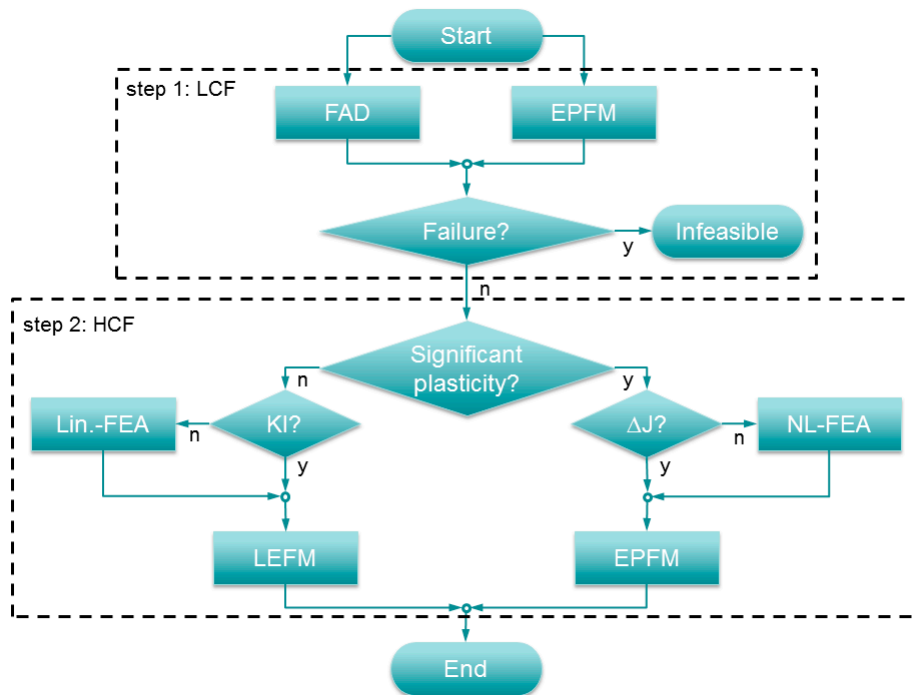 Start
step 1: LCF
FAD
EPFM
Failure?
y
Infeasible
n
step 2: HCF
Significant
plasticity?
n
y
Lin.-FEA
n
KI?
ΔJ?
n
NL-FEA
y
y
LEFM
EPFM
End